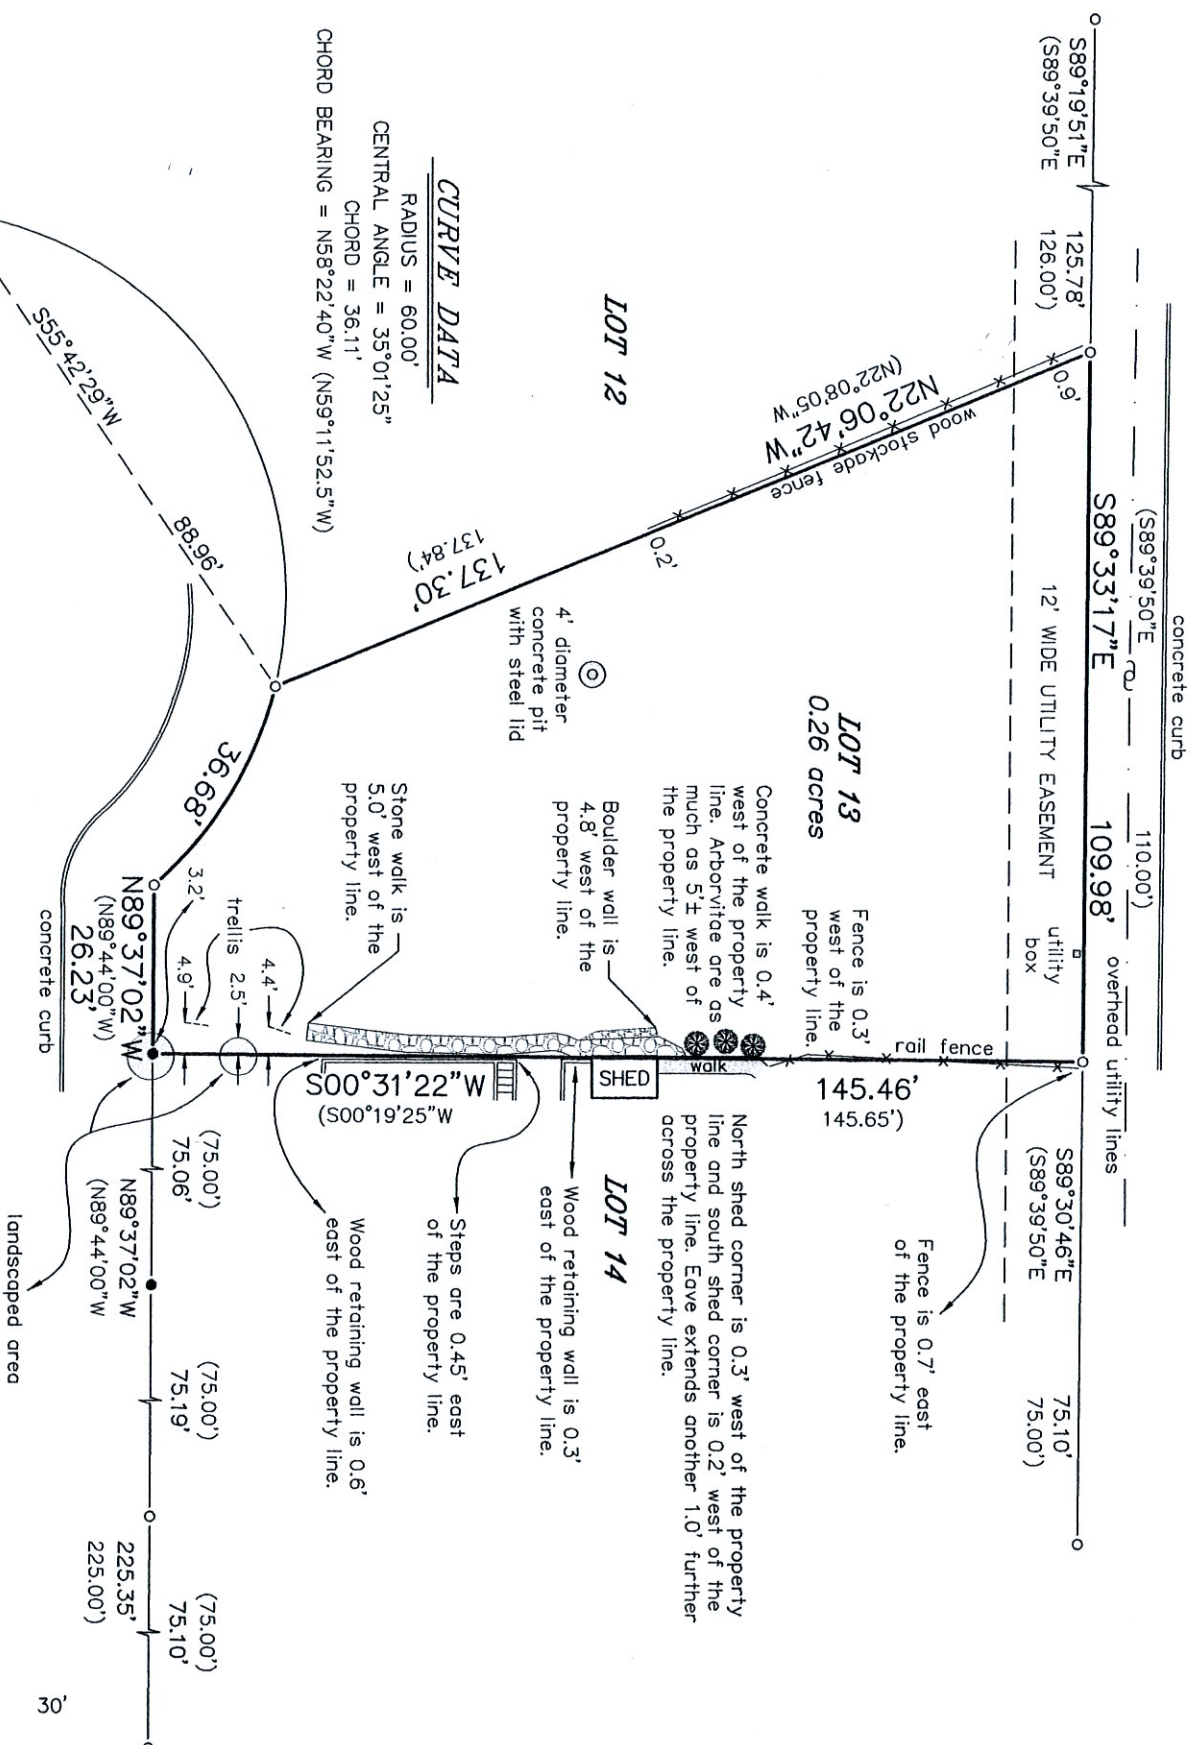 concrete curb
(S89°39'50"E
110.00')
S89°33'17"E
109.98'
overhead utility lines
S89°19'51"E
(S89°39'50"E
125.78'
126.00')
S89°30'46"E
(S89°39'50"E
75.10'
75.00')
12' WIDE UTILITY EASEMENT
utility
box
0.9'
wood stockade fence
N22°06'42"W
(N22°08'05"W
0.2'
137.30'
137.84')
rail fence
Fence is 0.7' east
of the property line.
Fence is 0.3'
west of the
property line.
145.46'
145.65')
LOT 13
0.26 acres
Concrete walk is 0.4'
west of the property
line. Arborvitae are as
much as 5'± west of
the property line.
walk
North shed corner is 0.3' west of the property
line and south shed corner is 0.2' west of the
property line. Eave extends another 1.0' further
across the property line.
LOT 12
LOT 14
SHED
4' diameter
concrete pit
with steel lid
Boulder wall is
4.8' west of the
property line.
Wood retaining wall is 0.3'
east of the property line.
Steps are 0.45' east
of the property line.
S00°31'22"W
(S00°19'25"W
Stone walk is
5.0' west of the
property line.
Wood retaining wall is 0.6'
east of the property line.
CURVE DATA
RADIUS = 60.00'
CENTRAL ANGLE = 35°01'25"
CHORD = 36.11'
CHORD BEARING = N58°22'40"W (N59°11'52.5"W)
4.4'
trellis
2.5'
4.9'
3.2'
36.68'
88.96'
S55°42'29"W
N89°37'02"W
(N89°44'00"W)
26.23'
concrete curb
(75.00')
75.06'
N89°37'02"W
(N89°44'00"W
(75.00')
75.19'
(75.00')
75.10'
225.35'
225.00')
landscaped area
30'